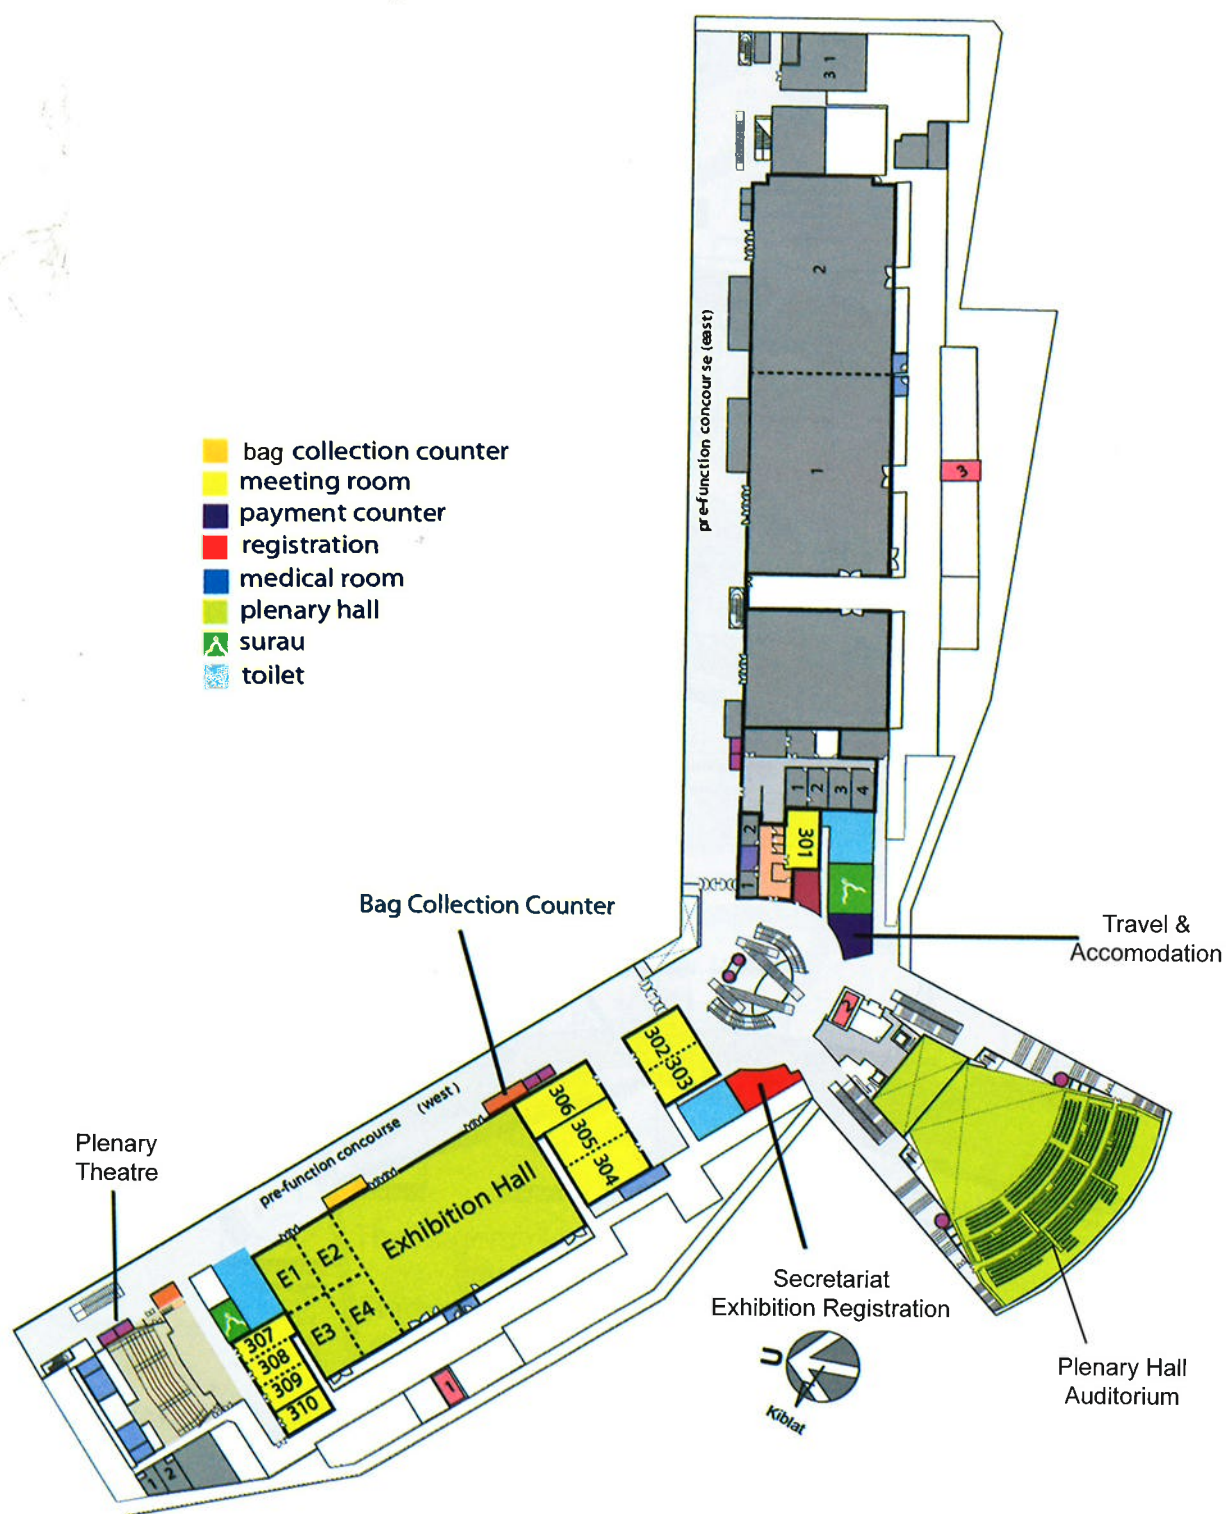 3 1
2
pre-function concourse (east)
1
3
bag collection counter
meeting room
payment counter
registration
medical room
plenary hall
surau
toilet
1
2
3
4
2
301
1
Bag Collection Counter
Travel &
Accomodation
2
302
303
306
305
304
pre-function concourse (west)
Plenary
Theatre
Exhibition Hall
E1
E2
E3
E4
307
308
309
310
1
1
2
Secretariat
Exhibition Registration
U
Kiblat
Plenary Hall
Auditorium